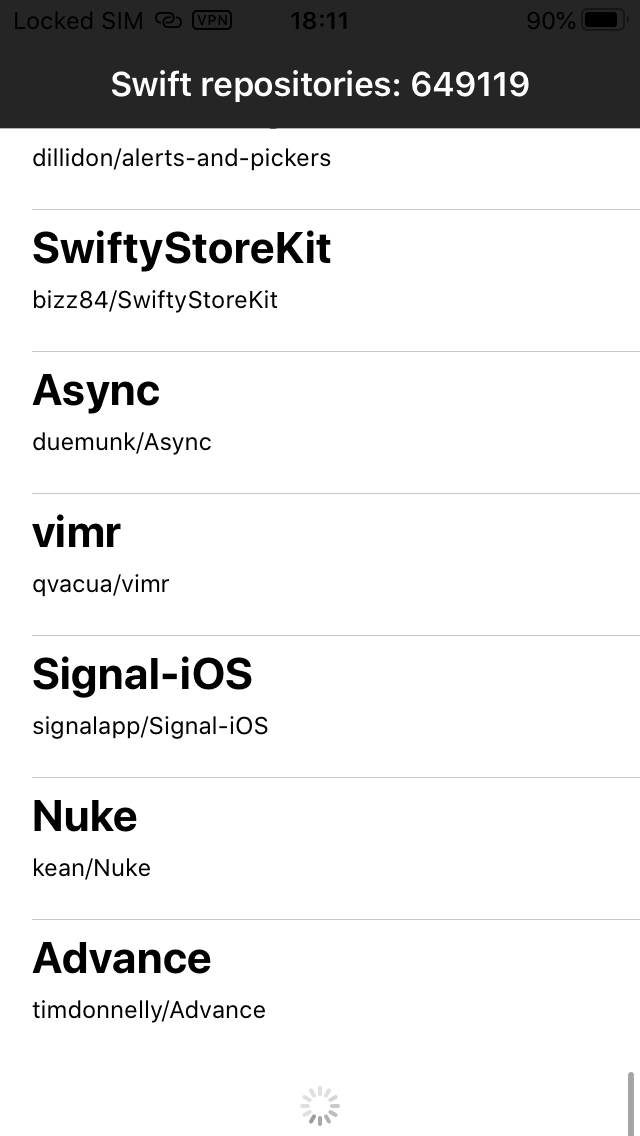 Locked SIM VPN 18:11 90%
Swift repositories: 649119
dillidon/alerts-and-pickers
SwiftyStoreKit
bizz84/SwiftyStoreKit
Async
duemunk/Async
vimr
qvacua/vimr
Signal-iOS
signalapp/Signal-iOS
Nuke
kean/Nuke
Advance
timdonnelly/Advance